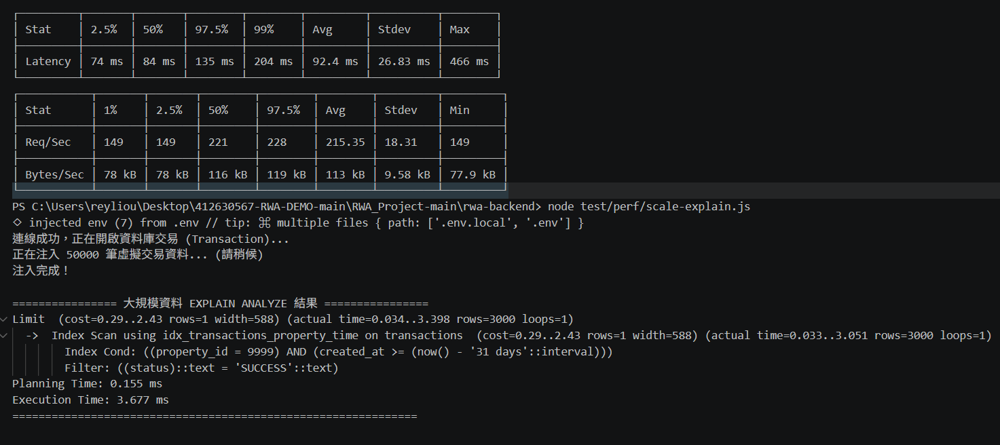 Stat 2.5% 50% 97.5% 99% Avg Stdev Max
Latency 74 ms 84 ms 135 ms 204 ms 92.4 ms 26.83 ms 466 ms
Stat 1% 2.5% 50% 97.5% Avg Stdev Min
Req/Sec 149 149 221 228 215.35 18.31 149
Bytes/Sec 78 kB 78 kB 116 kB 119 kB 113 kB 9.58 kB 77.9 kB
PS C:\Users\reyliou\Desktop\412630567-RWA-DEMO-main\RWA_Project-main\rwa-backend> node test/perf/scale-explain.js
◇ injected env (7) from .env // tip: ⌘ multiple files { path: ['.env.local', '.env'] }
連線成功，正在開啟資料庫交易 (Transaction)...
正在注入 50000 筆虛擬交易資料... (請稍候)
注入完成！
================ 大規模資料 EXPLAIN ANALYZE 結果 ================
Limit  (cost=0.29..2.43 rows=1 width=588) (actual time=0.034..3.398 rows=3000 loops=1)
  ->  Index Scan using idx_transactions_property_time on transactions  (cost=0.29..2.43 rows=1 width=588) (actual time=0.033..3.051 rows=3000 loops=1)
        Index Cond: ((property_id = 9999) AND (created_at >= (now() - '31 days'::interval)))
        Filter: ((status)::text = 'SUCCESS'::text)
Planning Time: 0.155 ms
Execution Time: 3.677 ms
==============================================================